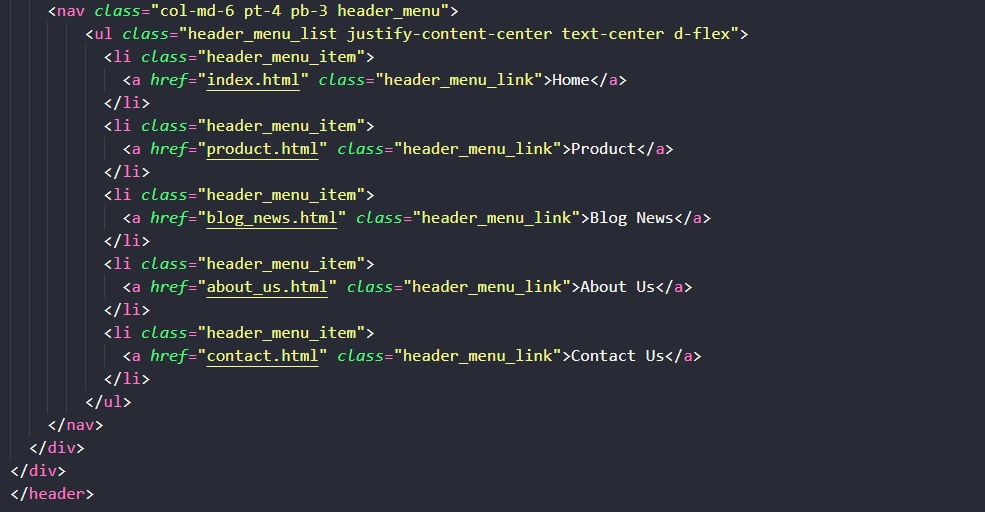 <nav class="col-md-6 pt-4 pb-3 header_menu">
<ul class="header_menu_list justify-content-center text-center d-flex">
<li class="header_menu_item">
<a href="index.html" class="header_menu_link">Home</a>
</li>
<li class="header_menu_item">
<a href="product.html" class="header_menu_link">Product</a>
</li>
<li class="header_menu_item">
<a href="blog_news.html" class="header_menu_link">Blog News</a>
</li>
<li class="header_menu_item">
<a href="about_us.html" class="header_menu_link">About Us</a>
</li>
<li class="header_menu_item">
<a href="contact.html" class="header_menu_link">Contact Us</a>
</li>
</ul>
</nav>
</div>
</div>
</header>